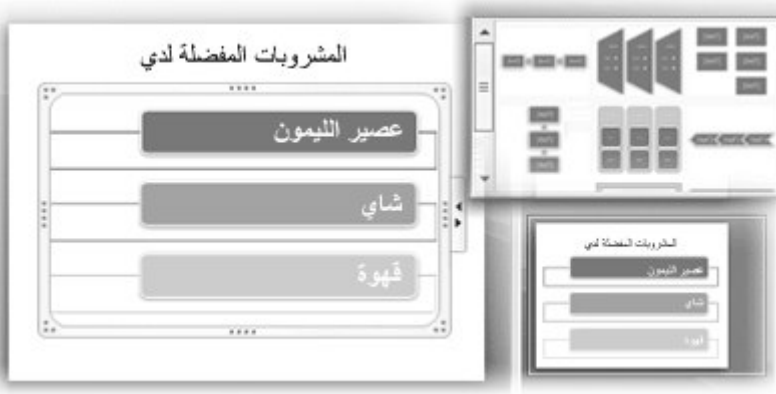 المشروبات المفضلة لدي
عصير الليمون
شاي
قهوة
المشروبات المفضلة لدي
عصير الليمون
شاي
قهوة